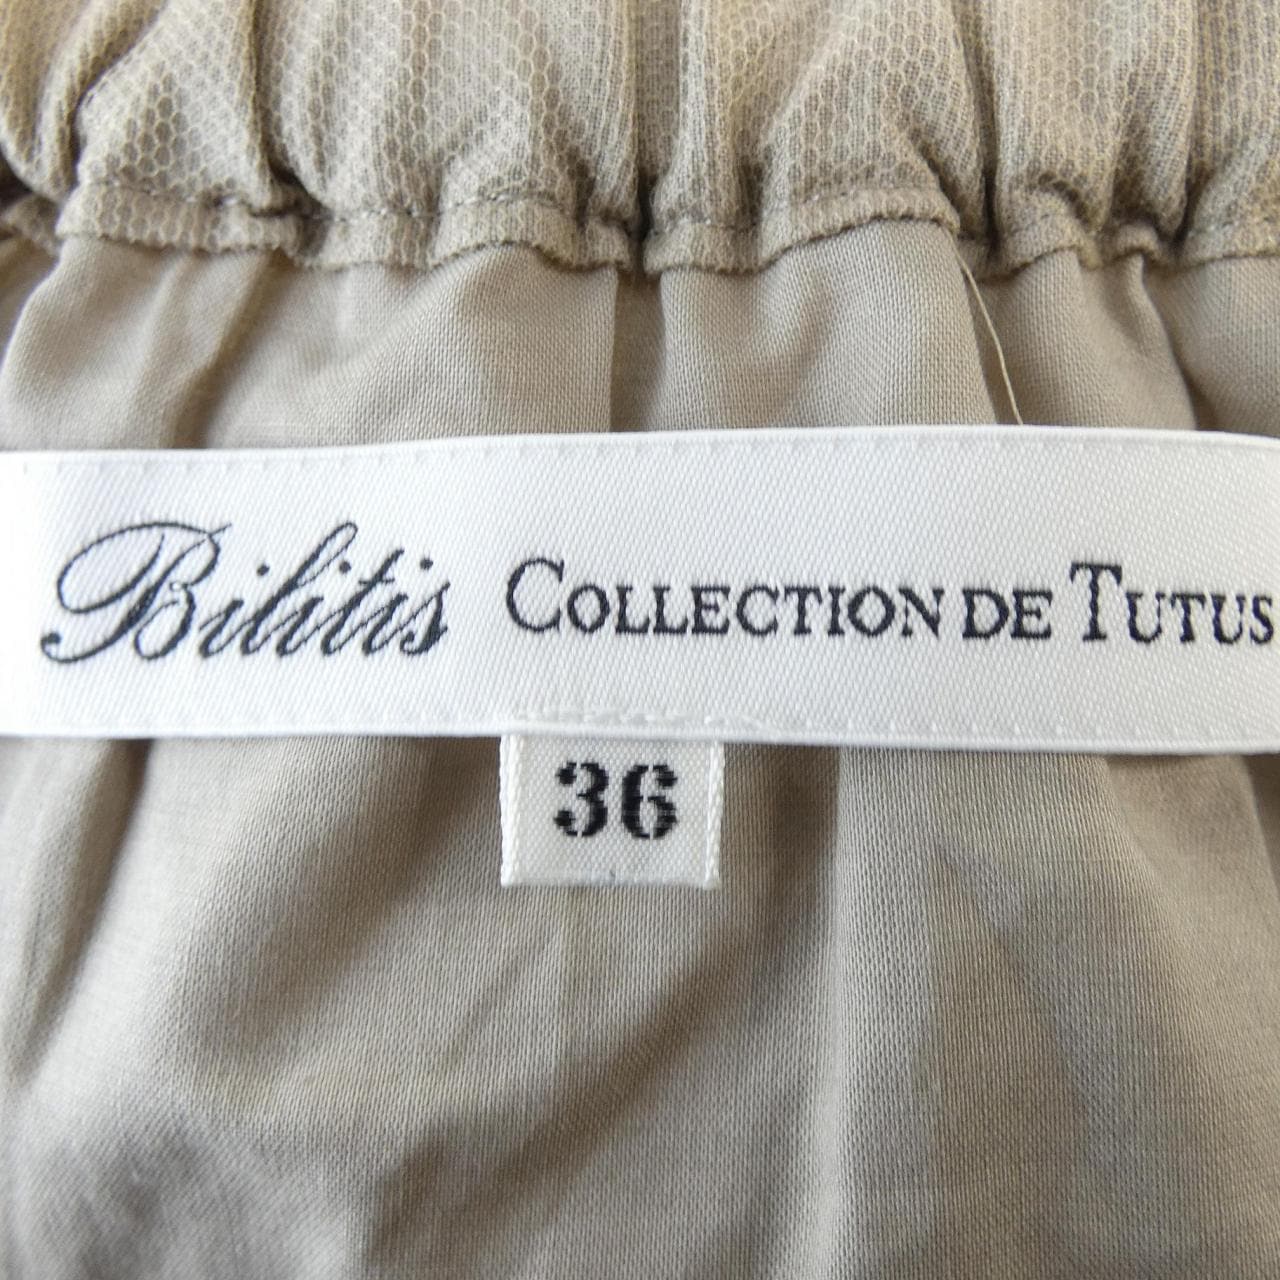 Bilitis COLLECTION DE TUTUS
36